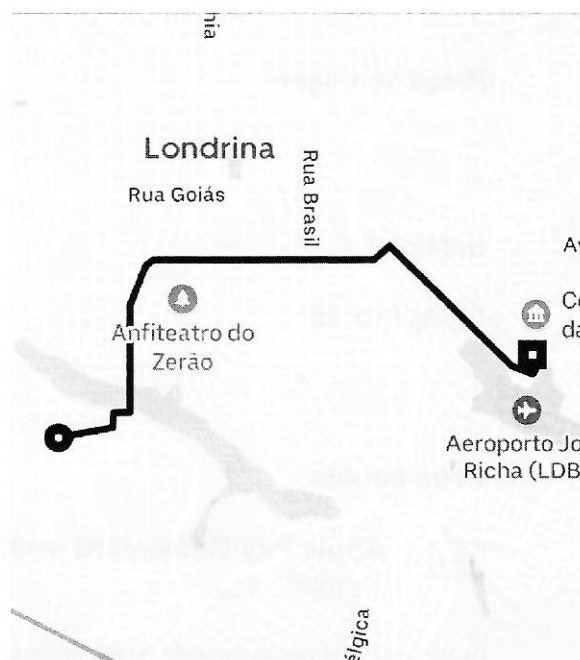 hia
Londrina
Rua Goiás
Rua Brasil
Av
Anfiteatro do
Zerão
Co
da
Aeroporto Jo
Richa (LDB
élgica